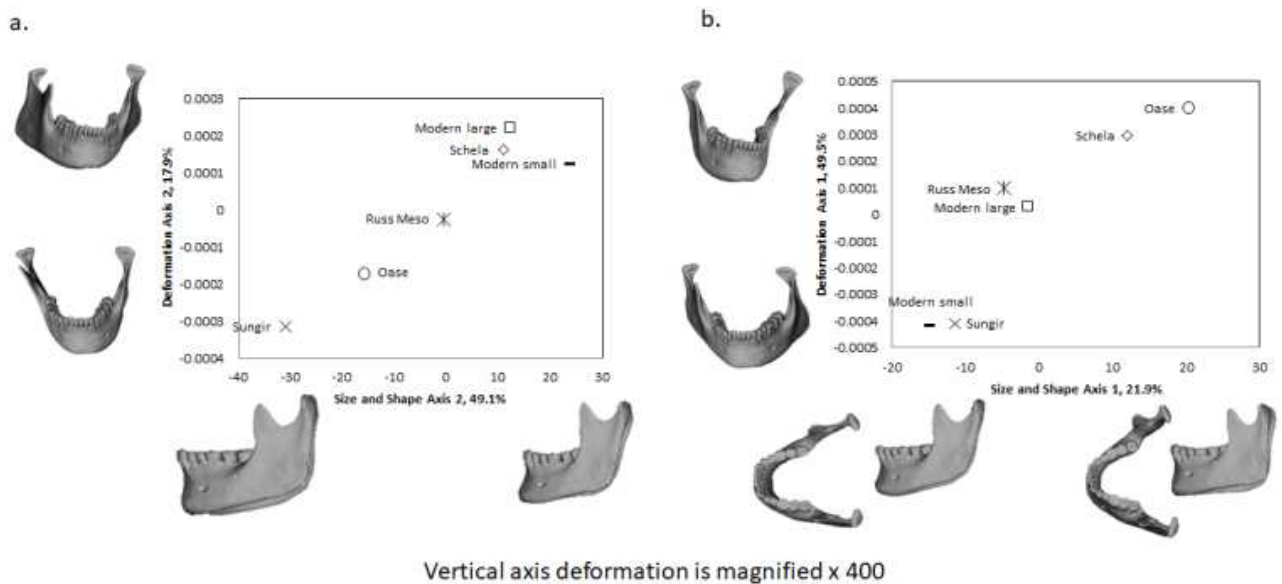 a.
0.0003
0.0002
0.0001
0
-0.0001
-0.0002
-0.0003
-0.0004
Deformation Axis 2, 17.9%
Modern large
Schela
Modern small
Russ Meso
Oase
Sungir
-40 -30 -20 -10 0 10 20 30
Size and Shape Axis 2, 49.1%
b.
0.0005
0.0004
0.0003
0.0002
0.0001
0
-0.0001
-0.0002
-0.0003
-0.0004
-0.0005
Deformation Axis 1, 49.5%
Oase
Schela
Russ Meso
Modern large
Modern small
Sungir
-20 -10 0 10 20 30
Size and Shape Axis 1, 21.9%
Vertical axis deformation is magnified x 400